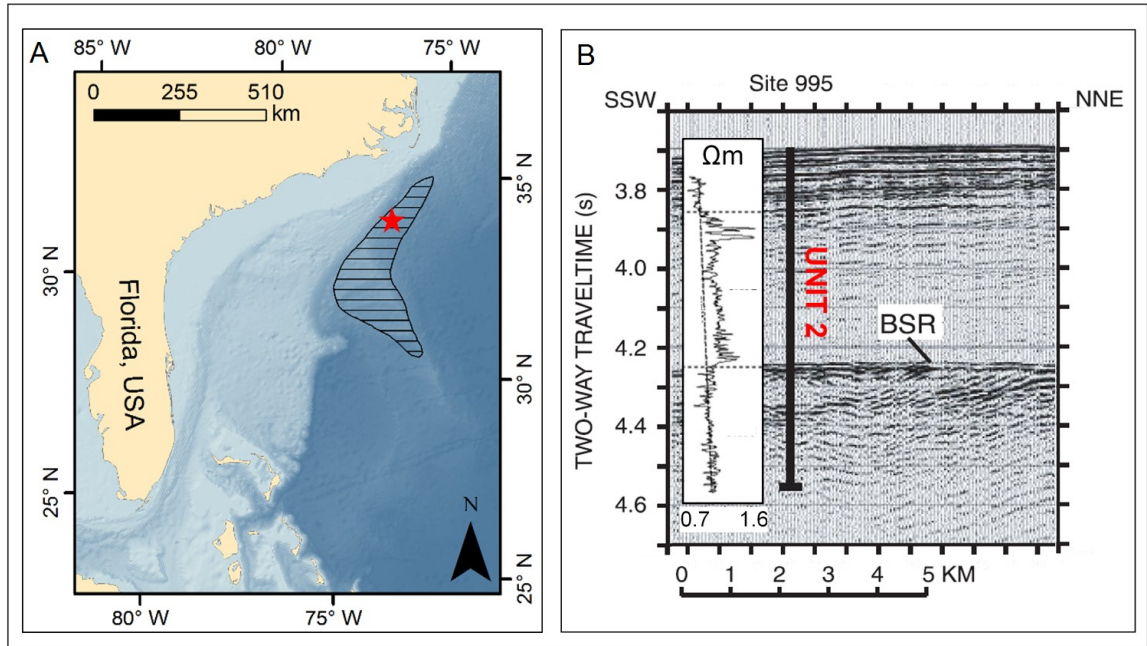 A
85° W
80° W
75° W
0
255
510
km
35° N
30° N
30° N
25° N
25° N
Florida, USA
N
80° W
75° W
B
Site 995
SSW
NNE
Ωm
3.8
4.0
4.2
4.4
4.6
TWO-WAY TRAVELTIME (s)
UNIT 2
BSR
0.7
1.6
0
1
2
3
4
5 KM